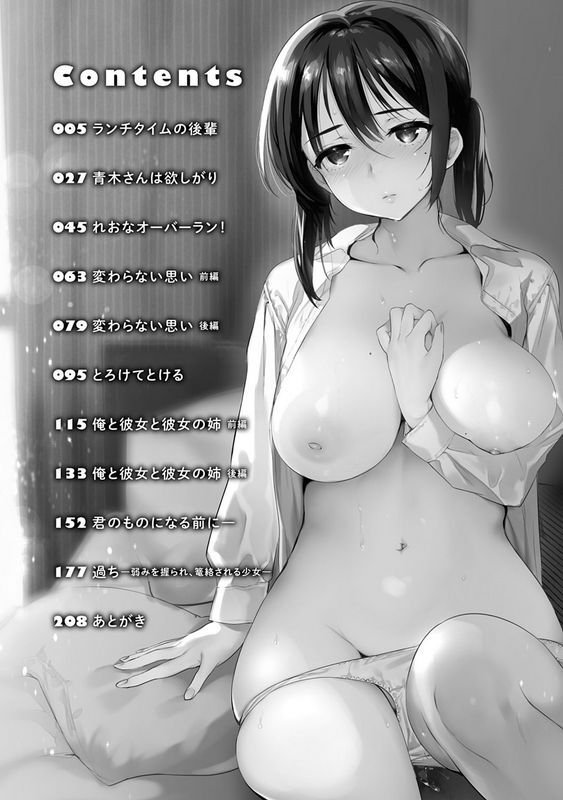 Contents
005 ランチタイムの後輩
027 青木さんは欲しがり
045 れおなオーバーラン!
063 変わらない思い 前編
079 変わらない思い 後編
095 とろけてとける
115 俺と彼女と彼女の姉 前編
133 俺と彼女と彼女の姉 後編
152 君のものになる前に―
177 過ち―弱みを握られ、篭絡される少女―
208 あとがき